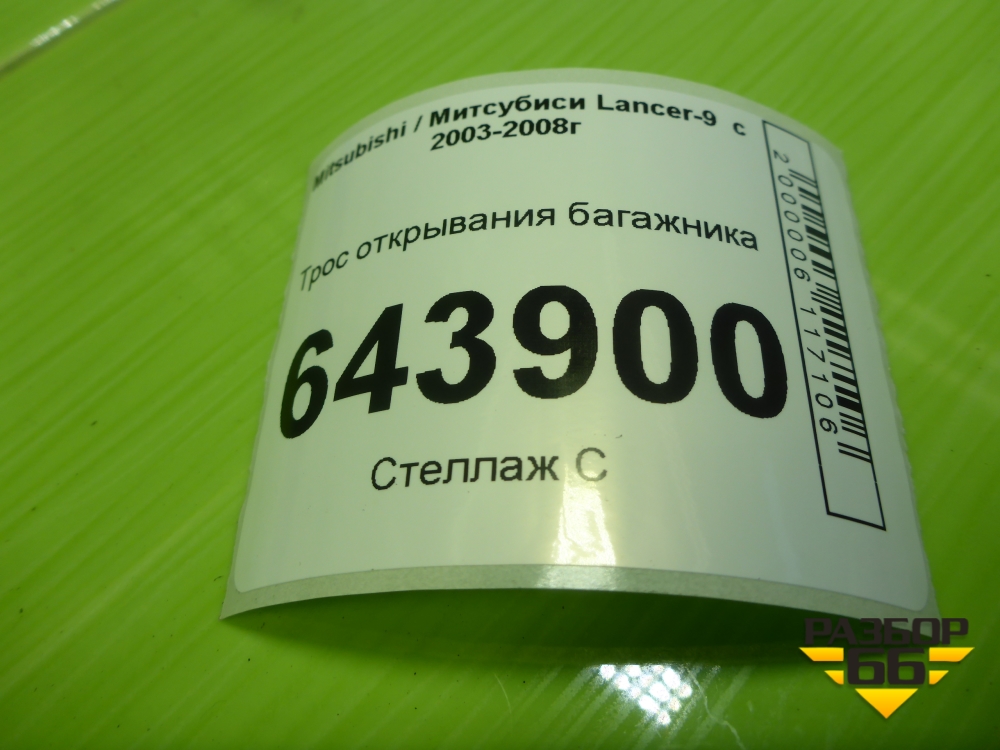 Mitsubishi / Митсубиси Lancer-9 с
2003-2008г
Трос открывания багажника
643900
Стеллаж С
2000006117106
РАЗБОР
66